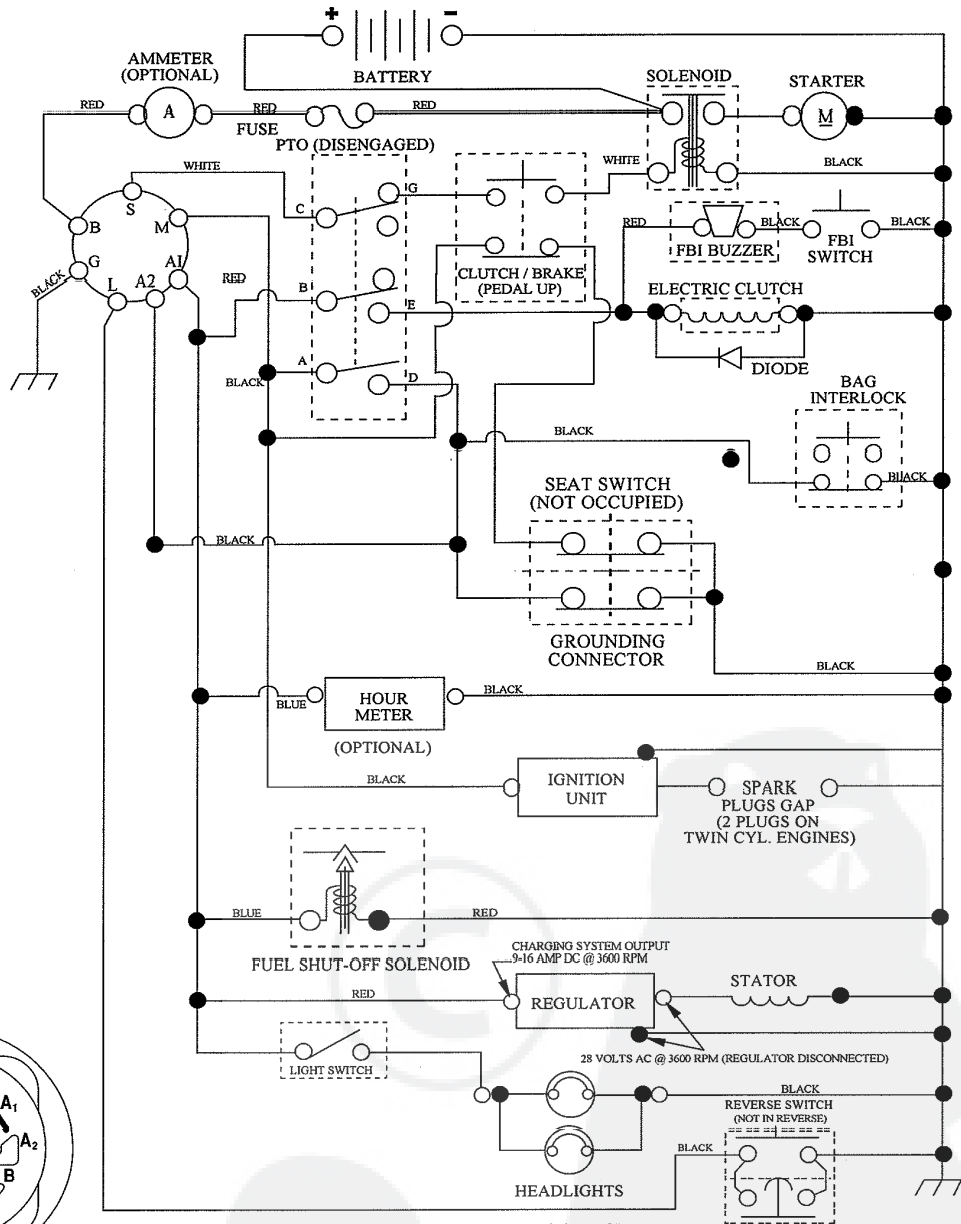 + −
BATTERY
AMMETER
(OPTIONAL)
SOLENOID
STARTER
RED
A
RED
FUSE
RED
M
PTO (DISENGAGED)
WHITE
WHITE
BLACK
S
M
B
G
A1
A2
L
BLACK
RED
C
G
B
E
A
D
BLACK
CLUTCH / BRAKE
(PEDAL UP)
RED
BLACK
BLACK
FBI BUZZER
FBI
SWITCH
ELECTRIC CLUTCH
DIODE
BAG
INTERLOCK
BLACK
BLACK
SEAT SWITCH
(NOT OCCUPIED)
BLACK
GROUNDING
CONNECTOR
BLACK
BLUE
HOUR
METER
BLACK
(OPTIONAL)
BLACK
IGNITION
UNIT
SPARK
PLUGS GAP
(2 PLUGS ON
TWIN CYL. ENGINES)
BLUE
RED
FUEL SHUT-OFF SOLENOID
CHARGING SYSTEM OUTPUT
9=16 AMP DC @ 3600 RPM
RED
REGULATOR
STATOR
28 VOLTS AC @ 3600 RPM (REGULATOR DISCONNECTED)
LIGHT SWITCH
BLACK
REVERSE SWITCH
(NOT IN REVERSE)
BLACK
HEADLIGHTS
A1
A2
B